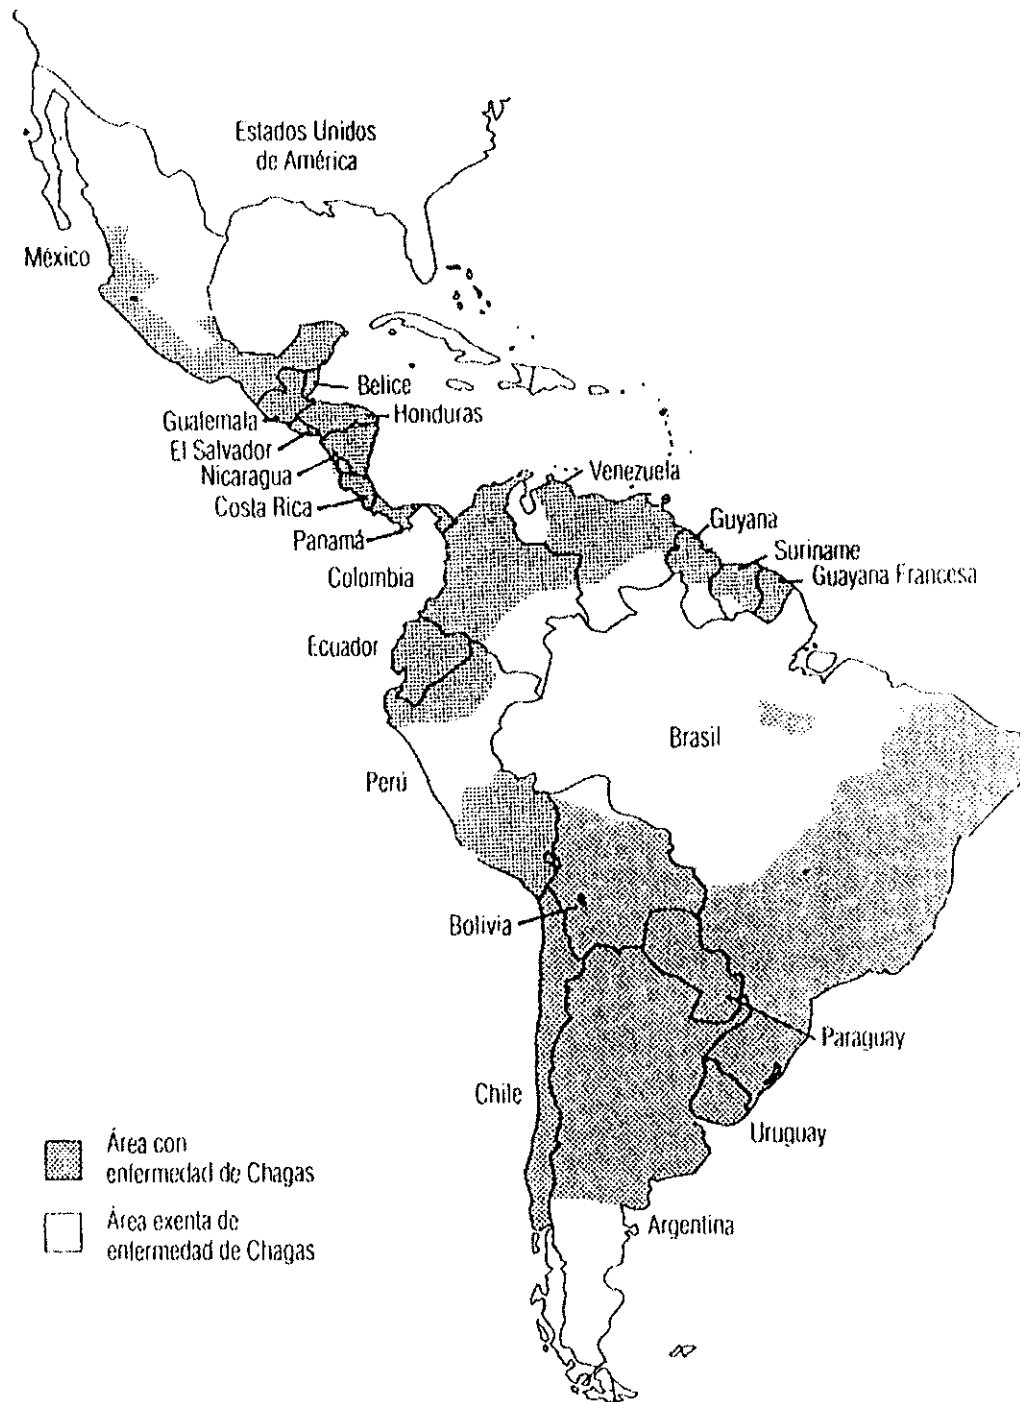 Estados Unidos
de América
México
Belice
Honduras
Guatemala
El Salvador
Nicaragua
Costa Rica
Panamá
Venezuela
Guyana
Suriname
Guayana Francesa
Colombia
Ecuador
Brasil
Perú
Bolivia
Paraguay
Chile
Uruguay
Argentina
Área con
enfermedad de Chagas
Área exenta de
enfermedad de Chagas